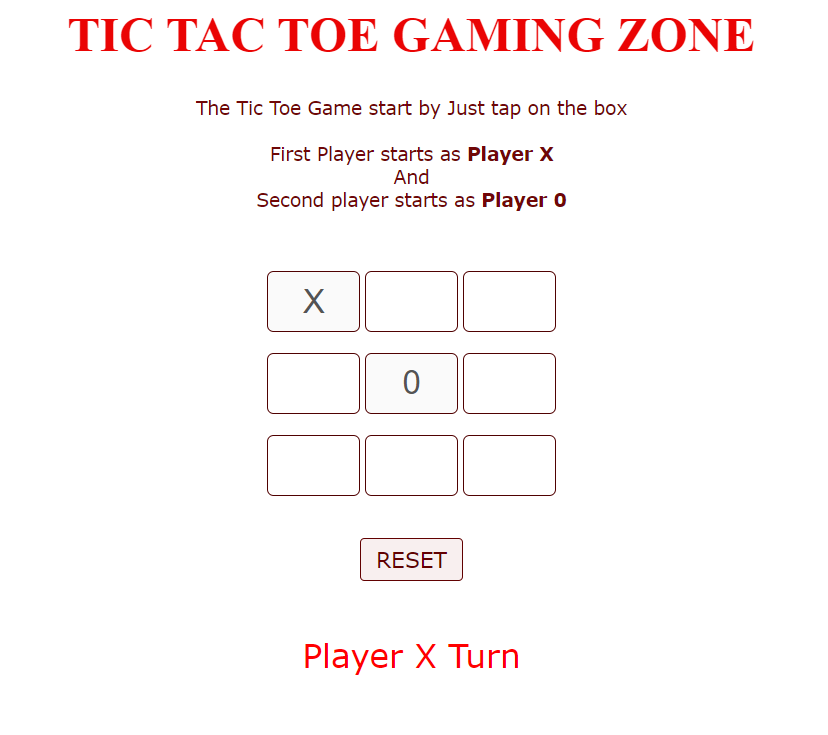 TIC TAC TOE GAMING ZONE
The Tic Toe Game start by Just tap on the box
First Player starts as Player X
And
Second player starts as Player 0
X
0
RESET
Player X Turn